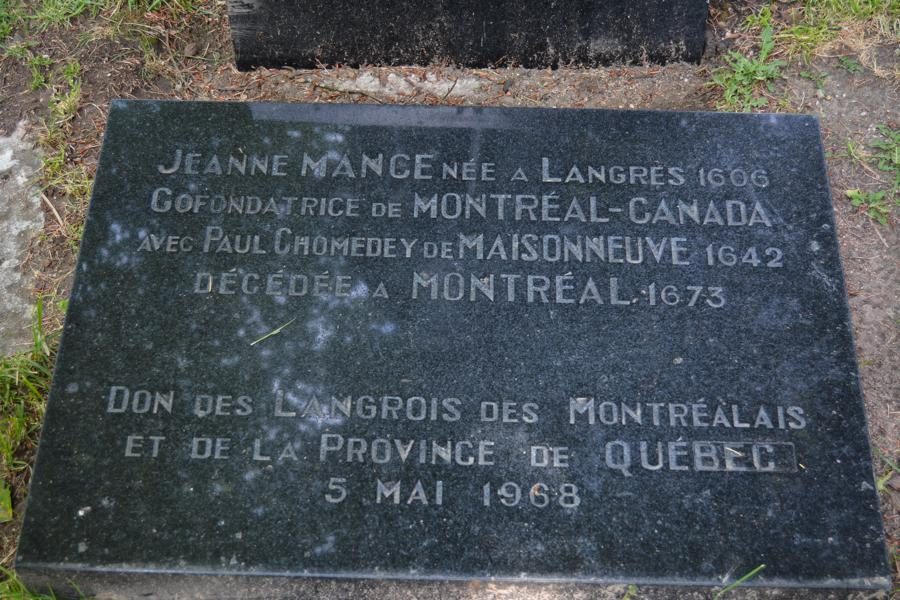 JEANNE MANCE NÉE A LANGRES 1606
COFONDATRICE DE MONTRÉAL-CANADA
AVEC PAUL CHOMEDEY DE MAISONNEUVE 1642
DÉCÉDÉE A MONTRÉAL 1673
DON DES LANGROIS DES MONTRÉALAIS
ET DE LA PROVINCE DE QUÉBEC
5 MAI 1968